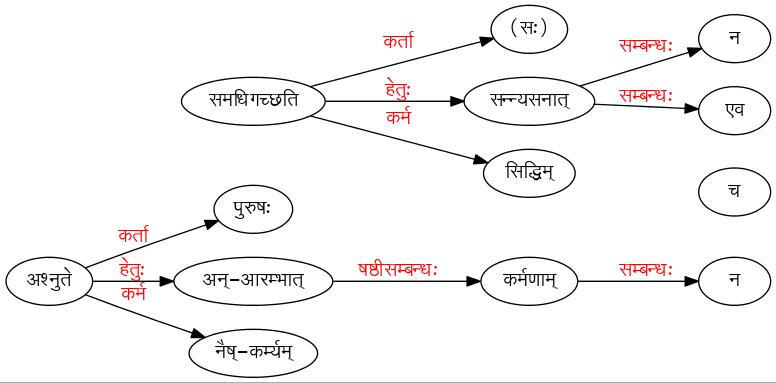 (सः)
कर्ता
सम्बन्धः
न
समधिगच्छति
हेतुः
सन्न्यसनात्
सम्बन्धः
एव
कर्म
सिद्धिम्
च
पुरुषः
कर्ता
अश्नुते
हेतुः
अन्-आरम्भात्
षष्ठीसम्बन्धः
कर्मणाम्
सम्बन्धः
न
कर्म
नैष्-कर्म्यम्